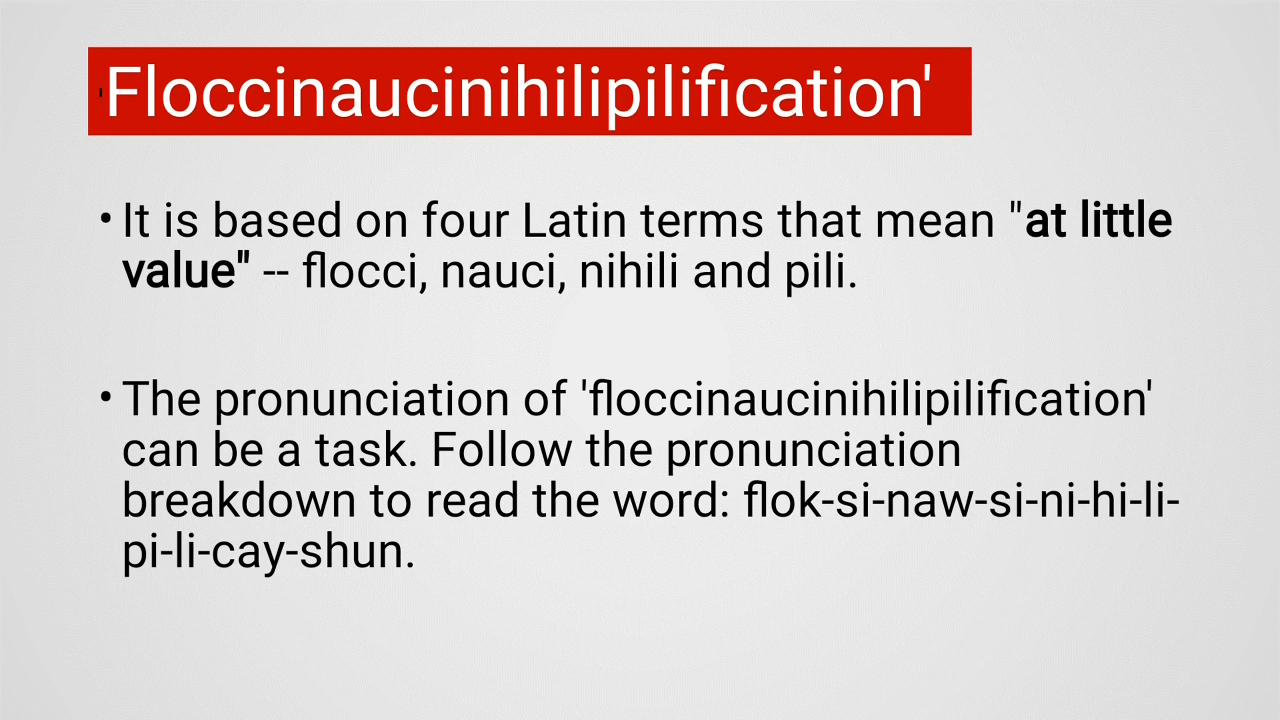 'Floccinaucinihilipilification'
• It is based on four Latin terms that mean "at little
value" -- flocci, nauci, nihili and pili.
• The pronunciation of 'floccinaucinihilipilification'
can be a task. Follow the pronunciation
breakdown to read the word: flok-si-naw-si-ni-hi-li-
pi-li-cay-shun.